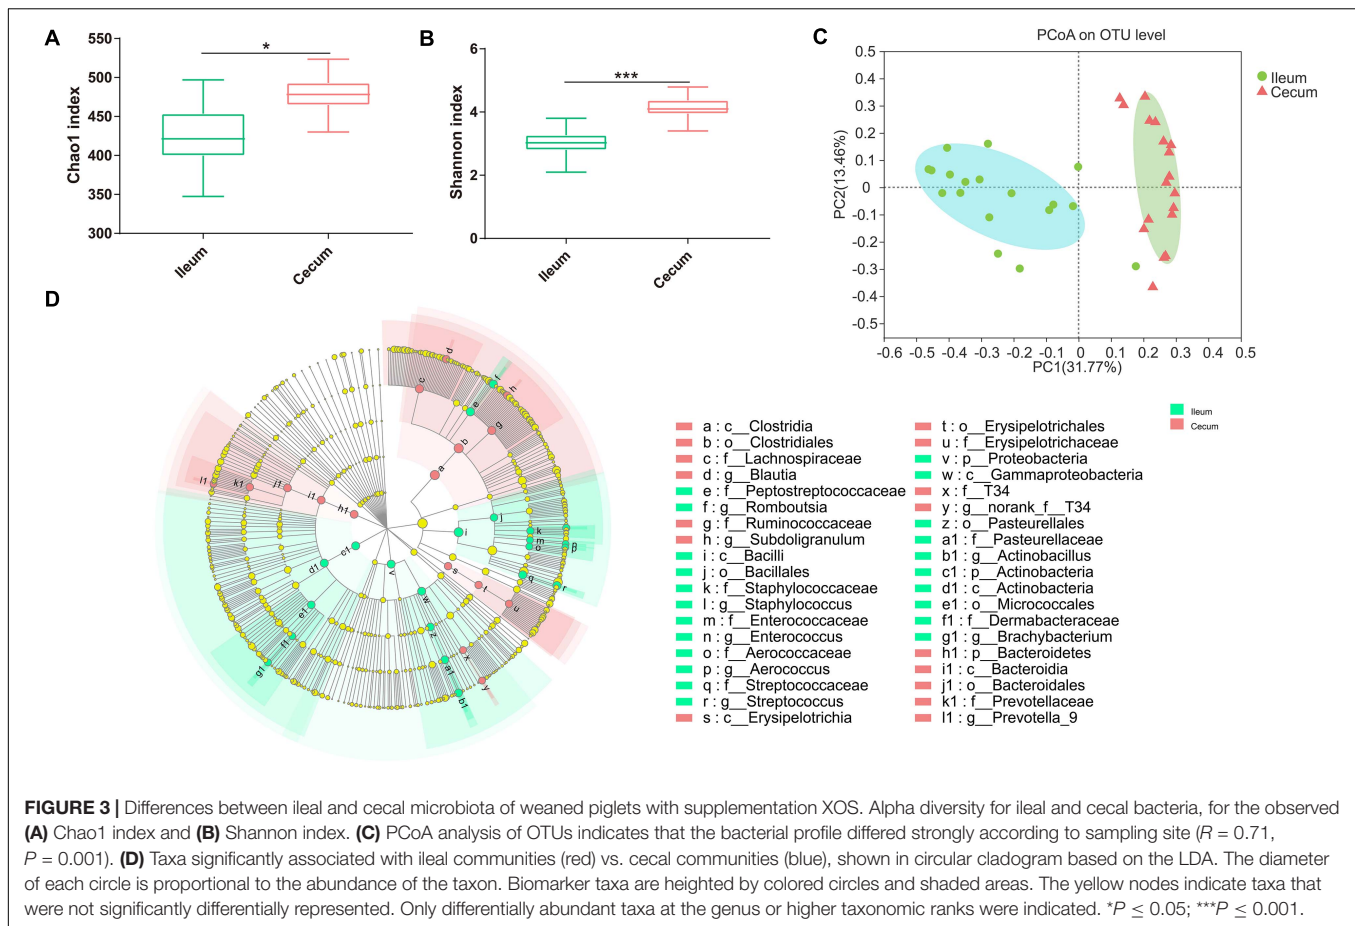 A
550
500
450
400
350
300
Chao1 index
*
Ileum
Cecum
B
6
4
2
0
Shannon index
***
Ileum
Cecum
C
PCoA on OTU level
0.5
0.4
0.3
0.2
0.1
0
-0.1
-0.2
-0.3
-0.4
-0.5
PC2(13.46%)
-0.6 -0.5 -0.4 -0.3 -0.2 -0.1 0 0.1 0.2 0.3 0.4 0.5
PC1(31.77%)
Ileum
Cecum
D
a
b
c
d
e
f
g
h
i
j
k
m
o
p
q
r
s
t
u
v
w
x
y
z
a1
b1
c1
d1
e1
f1
g1
h1
i1
j1
k1
l1
Ileum
Cecum
a : c__Clostridia
b : o__Clostridiales
c : f__Lachnospiraceae
d : g__Blautia
e : f__Peptostreptococcaceae
f : g__Romboutsia
g : f__Ruminococcaceae
h : g__Subdoligranulum
i : c__Bacilli
j : o__Bacillales
k : f__Staphylococcaceae
l : g__Staphylococcus
m : f__Enterococcaceae
n : g__Enterococcus
o : f__Aerococcaceae
p : g__Aerococcus
q : f__Streptococcaceae
r : g__Streptococcus
s : c__Erysipelotrichia
t : o__Erysipelotrichales
u : f__Erysipelotrichaceae
v : p__Proteobacteria
w : c__Gammaproteobacteria
x : f__T34
y : g__norank_f__T34
z : o__Pasteurellales
a1 : f__Pasteurellaceae
b1 : g__Actinobacillus
c1 : p__Actinobacteria
d1 : c__Actinobacteria
e1 : o__Micrococcales
f1 : f__Dermabacteraceae
g1 : g__Brachybacterium
h1 : p__Bacteroidetes
i1 : c__Bacteroidia
j1 : o__Bacteroidales
k1 : f__Prevotellaceae
l1 : g__Prevotella_9
FIGURE 3 | Differences between ileal and cecal microbiota of weaned piglets with supplementation XOS. Alpha diversity for ileal and cecal bacteria, for the observed
(A) Chao1 index and (B) Shannon index. (C) PCoA analysis of OTUs indicates that the bacterial profile differed strongly according to sampling site (R = 0.71,
P = 0.001). (D) Taxa significantly associated with ileal communities (red) vs. cecal communities (blue), shown in circular cladogram based on the LDA. The diameter
of each circle is proportional to the abundance of the taxon. Biomarker taxa are heighted by colored circles and shaded areas. The yellow nodes indicate taxa that
were not significantly differentially represented. Only differentially abundant taxa at the genus or higher taxonomic ranks were indicated. *P ≤ 0.05; ***P ≤ 0.001.